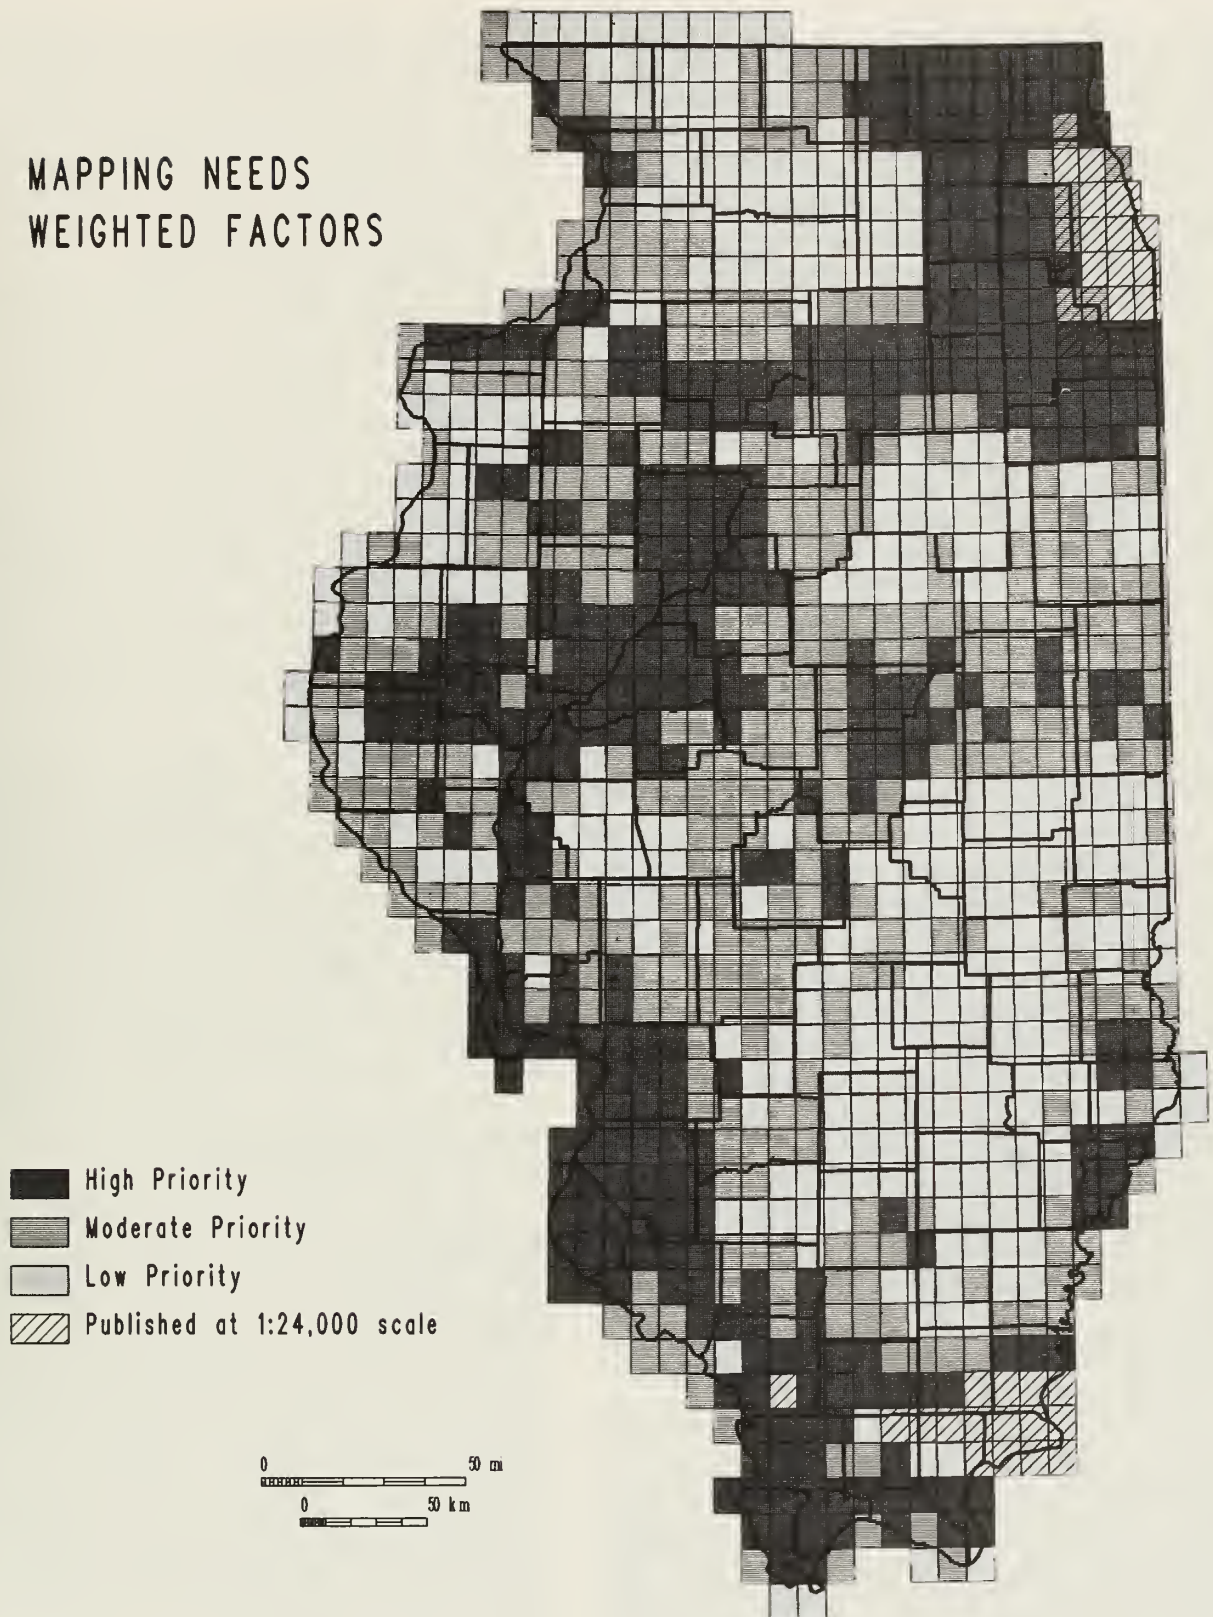 MAPPING NEEDS
WEIGHTED FACTORS
High Priority
Moderate Priority
Low Priority
Published at 1:24,000 scale
0 50 mi
0 50 km